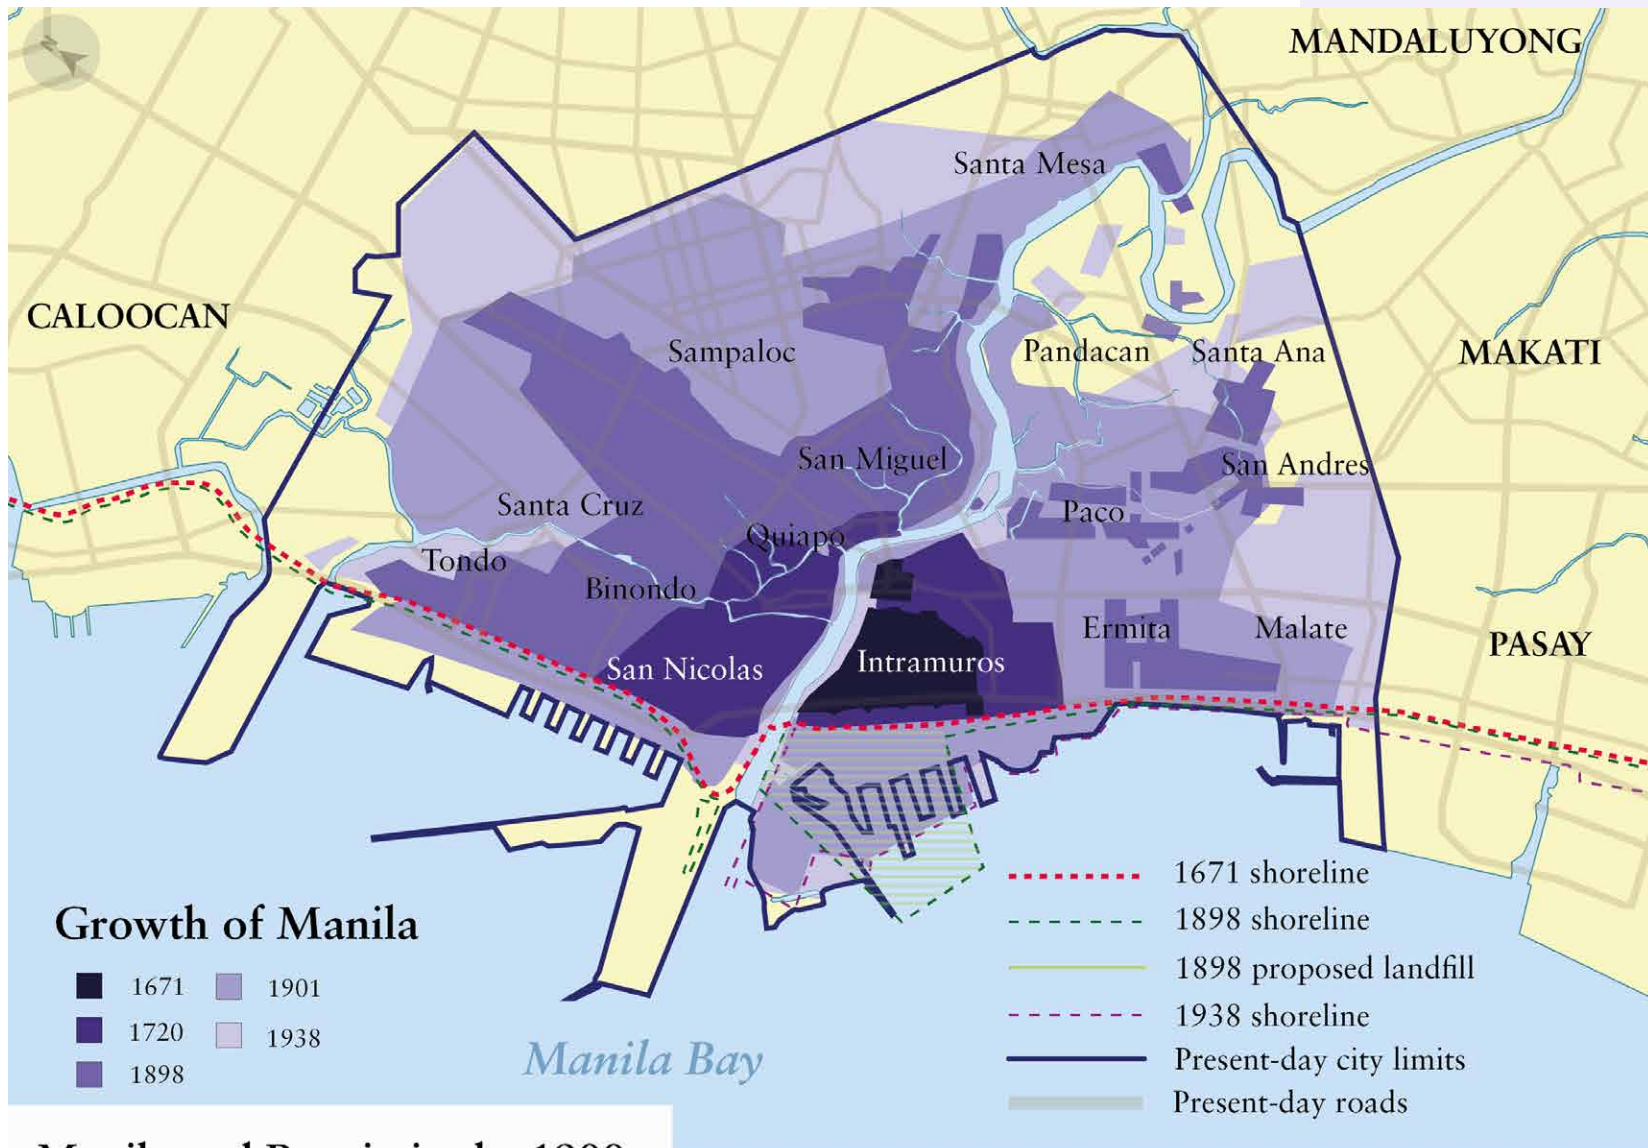 MANDALUYONG
Santa Mesa
CALOOCAN
Sampaloc
Pandacan
Santa Ana
MAKATI
San Miguel
San Andres
Santa Cruz
Paco
Quiapo
Tondo
Binondo
Ermita
Malate
PASAY
San Nicolas
Intramuros
Growth of Manila
1671
1720
1898
1901
1938
Manila Bay
1671 shoreline
1898 shoreline
1898 proposed landfill
1938 shoreline
Present-day city limits
Present-day roads
1900